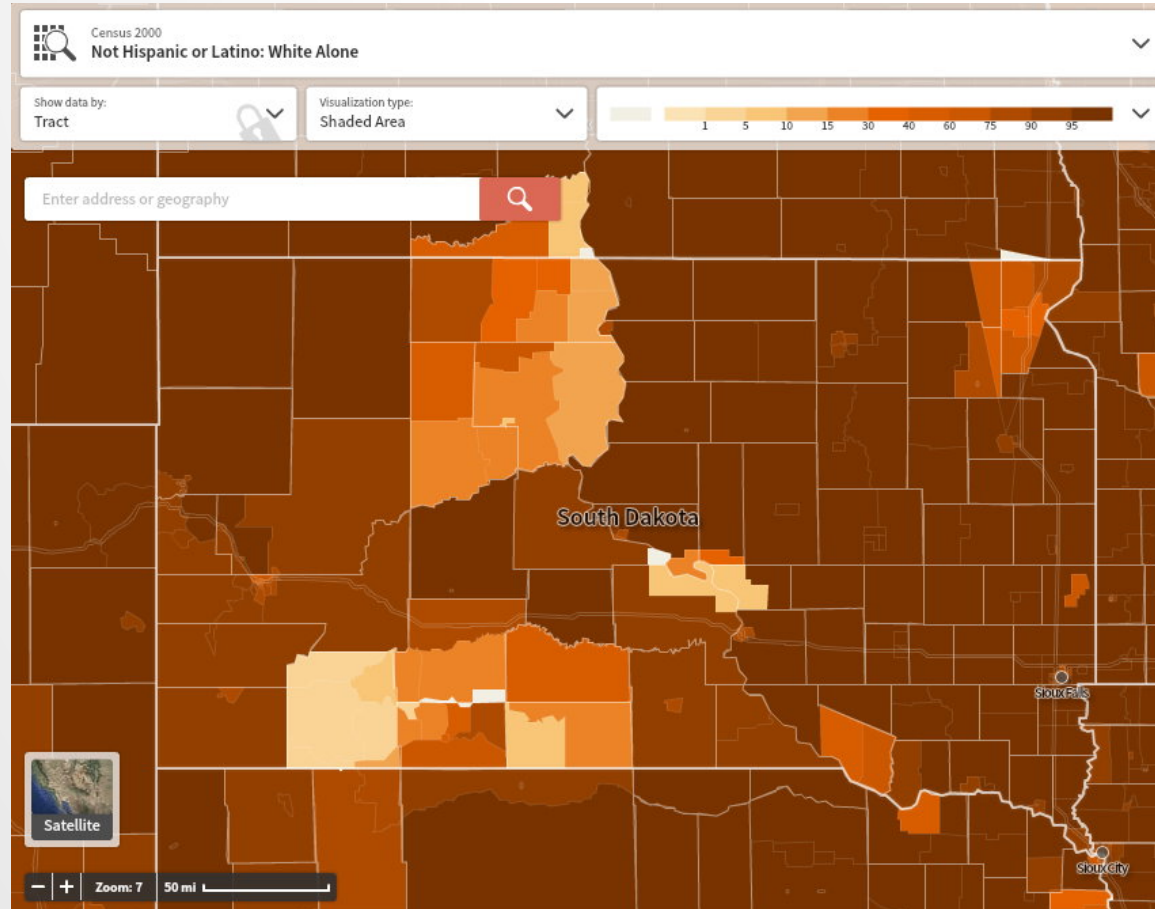 Census 2000
Not Hispanic or Latino: White Alone
Show data by:
Tract
Visualization type:
Shaded Area
1 5 10 15 30 40 60 75 90 95
Enter address or geography
South Dakota
Sioux Falls
Sioux City
Satellite
− + Zoom: 7 50 mi